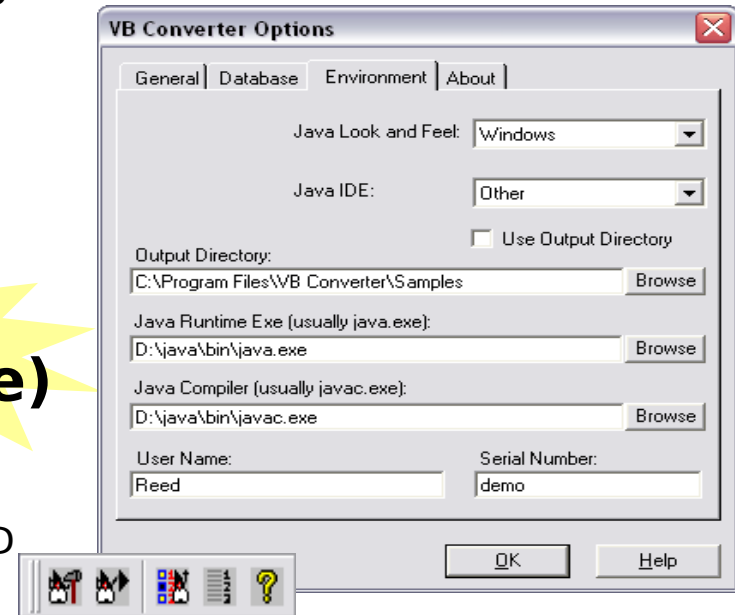 VB Converter Options
General Database Environment About
Java Look and Feel: Windows
Java IDE: Other
Use Output Directory
Output Directory:
C:\Program Files\VB Converter\Samples Browse
Java Runtime Exe (usually java.exe):
D:\java\bin\java.exe Browse
e)
Java Compiler (usually javac.exe):
D:\java\bin\javac.exe Browse
User Name: Serial Number:
Reed demo
OK Help